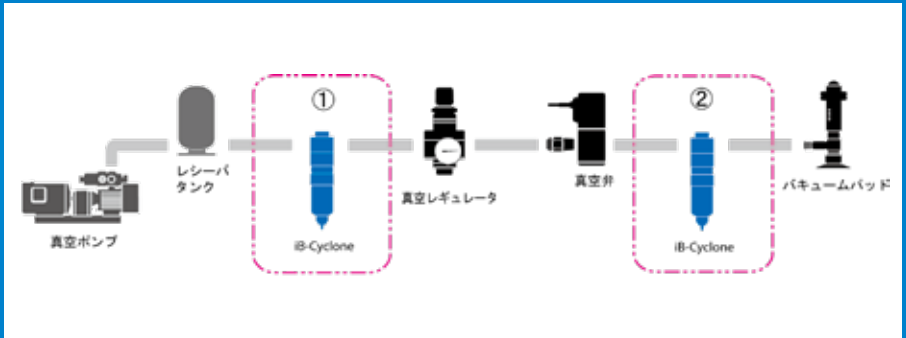 ①
②
レシーバ
タンク
真空レギュレータ
真空弁
バキュームパッド
真空ポンプ
iB-Cyclone
iB-Cyclone